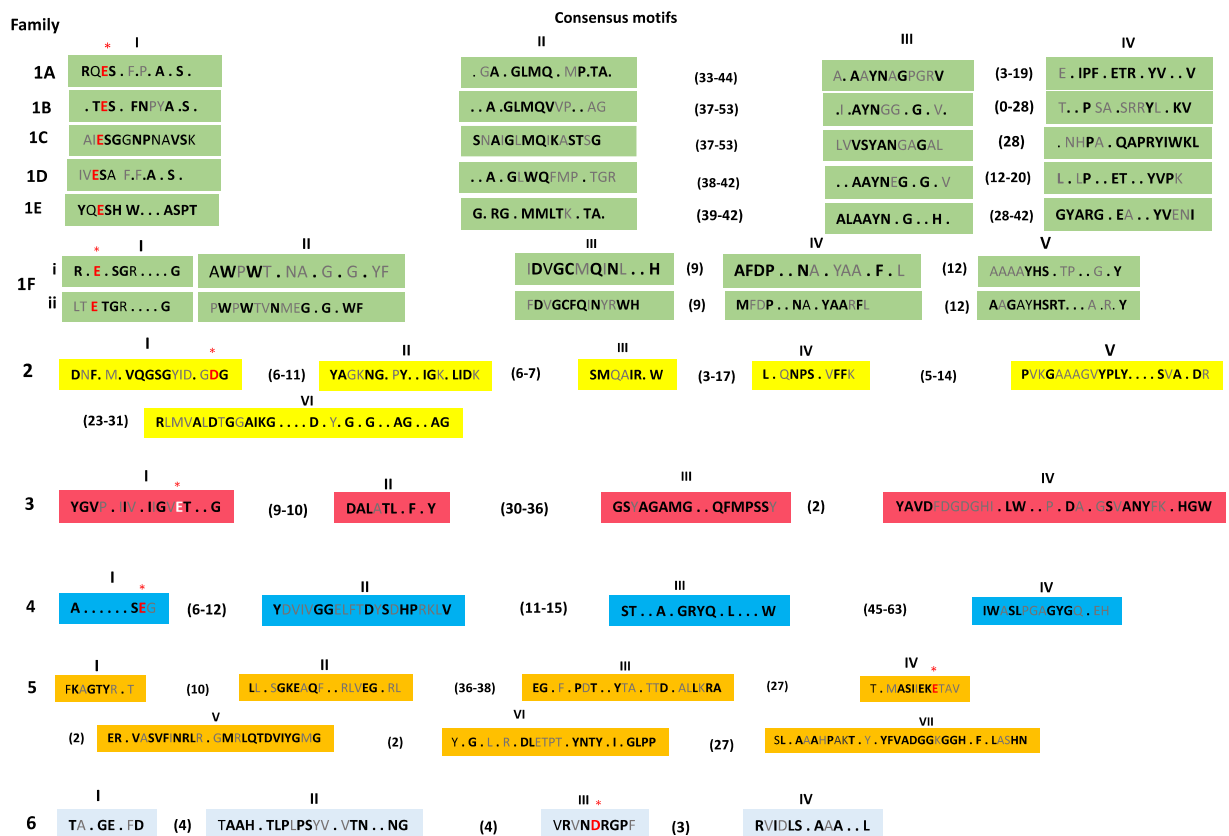 Family
Consensus motifs
I II III IV
*
1A RQES . F.P. A . S. .GA . GLMQ . MP.TA. (33-44) A. AAYNAGPGRV (3-19) E . IPF . ETR . YV . . V
1B . TES . FNPYA . S. . .A . GLMQVVP. . AG (37-53) .I. AYNGG . G . V. (0-28) T . . P SA . SRRYL . KV
1C AIESGGNPNAVSK SNAIGLMQIKASTSG (37-53) LVVSYANGAGAL (28) . NHPA . QAPRYIWKL
1D IVESA F.F.A . S. . .A . GLWQFMP . TGR (38-42) . . AAYNEG . G . V (12-20) L . LP . . ET . . YVPK
1E YQESH W...ASPT G. RG . MMLTK . TA. (39-42) ALAAYN . G . . H . (28-42) GYARG . EA . . YVENI
* I II III IV V
1F
i R . E . SGR . . . . G AWPWT . NA . G . G . YF IDVGCMQINL . . H (9) AFDP . . NA . YAA . F . L (12) AAAAYHS . TP . . G . Y
ii LT E TGR . . . . G PWPWTVNMEG . G . WF FDVGCFQINYRWH (9) MFDP . . NA . YAARFL (12) AAGAYHSRT. . . A . R . Y
I * II III IV V
2 DNF. M. VQGSGYID . GDG (6-11) YAGKNG. PY. . IGK . LIDK (6-7) SMQAIR. W (3-17) L . QNPS . VFFK (5-14) PVKGAAAGVYPLY. . . . SVA . DR
VI
(23-31) RLMVALDTGGAIKG . . . . D . Y . G . G . . AG . . AG
I * II III IV
3 YGVP . IV . IGVET . . G (9-10) DALATL . F . Y (30-36) GSYAGAMG . . QFMPSSY (2) YAVDFDGDGHI . LW . . P . DA . GSVANYFK . HGW
I * II III IV
4 A . . . . . . SEG (6-12) YDVIVGGELFTDYSDHPRKLV (11-15) ST . . A . GRYQ . L . . . W (45-63) IWASLPGAGYGQ . EH
I II III IV *
5 FKAGTYR . T (10) LL . SGKEAQF . . RLVEG . RL (36-38) EG . F . PDT . . YTA . TTD . ALLKRA (27) T . MASIIEKETAV
V VI VII
(2) ER . VASVFINRLR . GMRLQTDVIYGMG (2) Y . G . L . R . DLETPT . YNTY . I . GLPP (27) SL . AAAHPAKT . Y . YFVADGGKGGH . F . LASHN
I II III * IV
6 TA . GE . FD (4) TAAH . TLPLPSYV . VTN . . NG (4) VRVNDRGPF (3) RVIDLS . AAA . . L